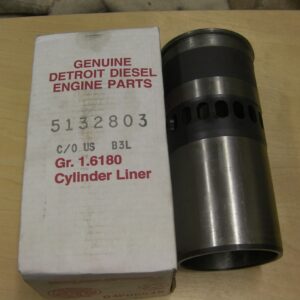 GENUINE
DETROIT DIESEL
ENGINE PARTS
5132803
C/O US B3L
Gr. 1.6180
Cylinder Liner